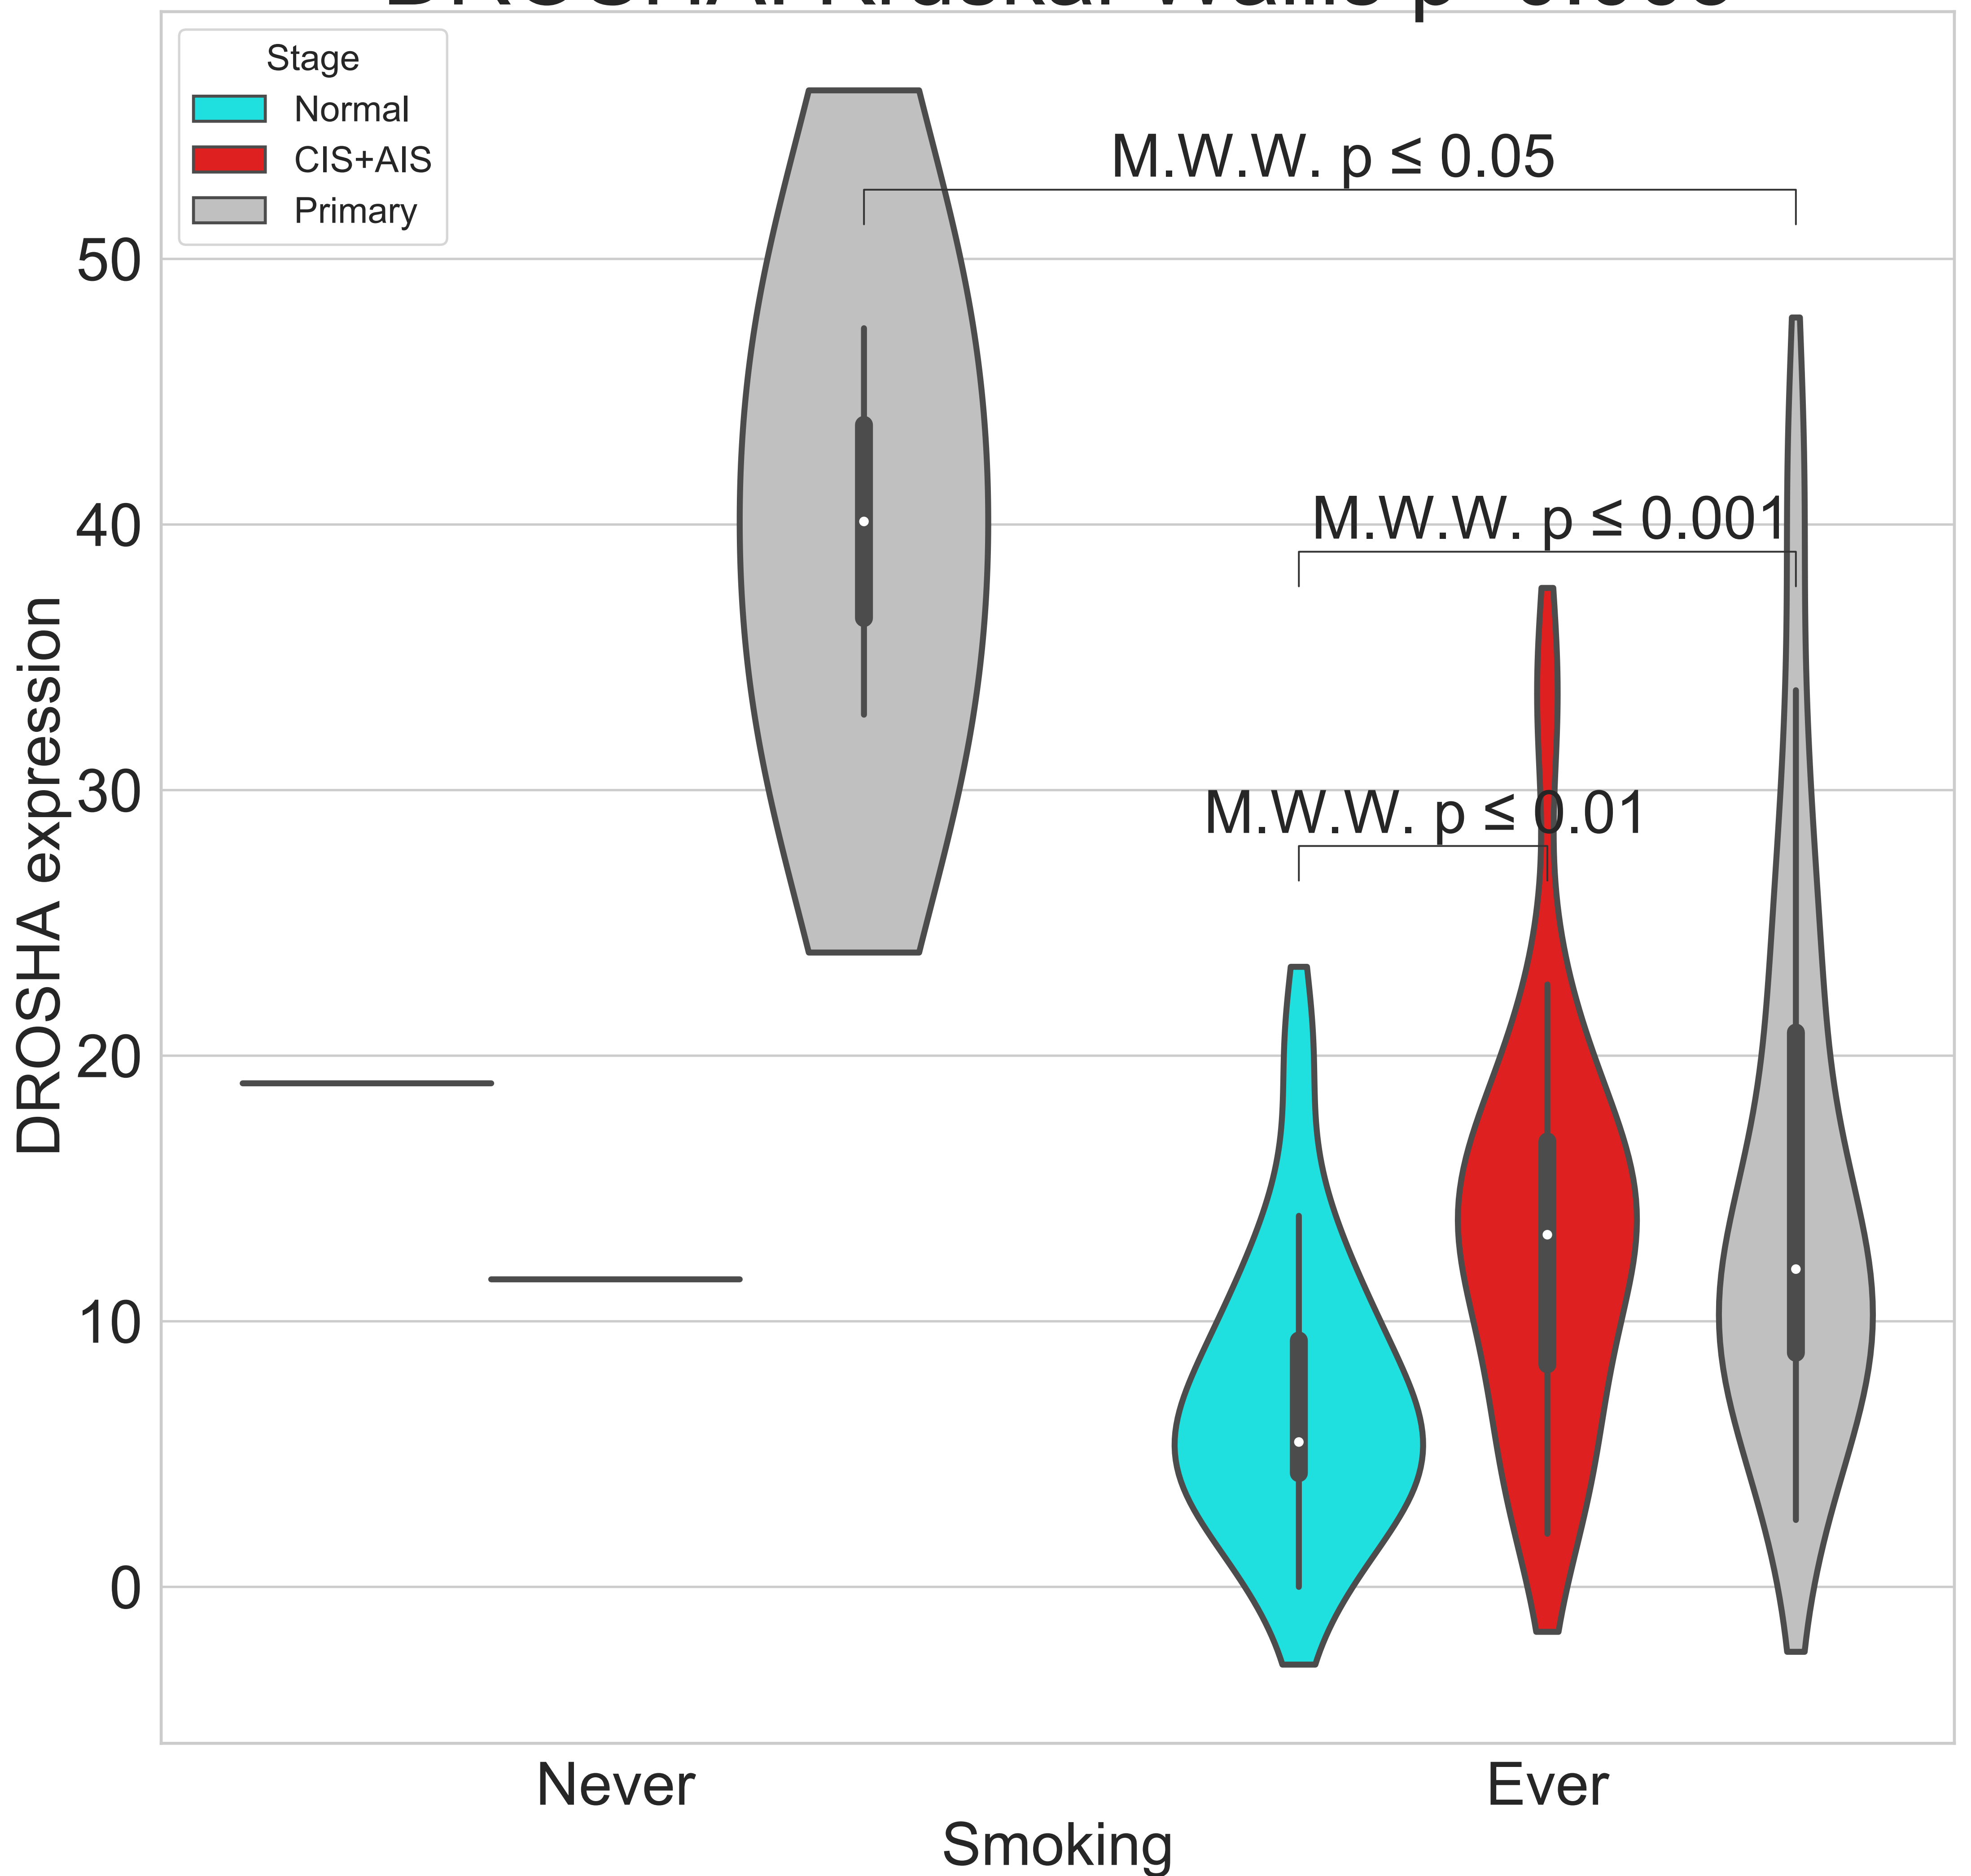 Stage
Normal
CIS+AIS
Primary
M.W.W. p ≤ 0.05
M.W.W. p ≤ 0.001
M.W.W. p ≤ 0.01
50
40
30
20
10
0
DROSHA expression
Never
Ever
Smoking